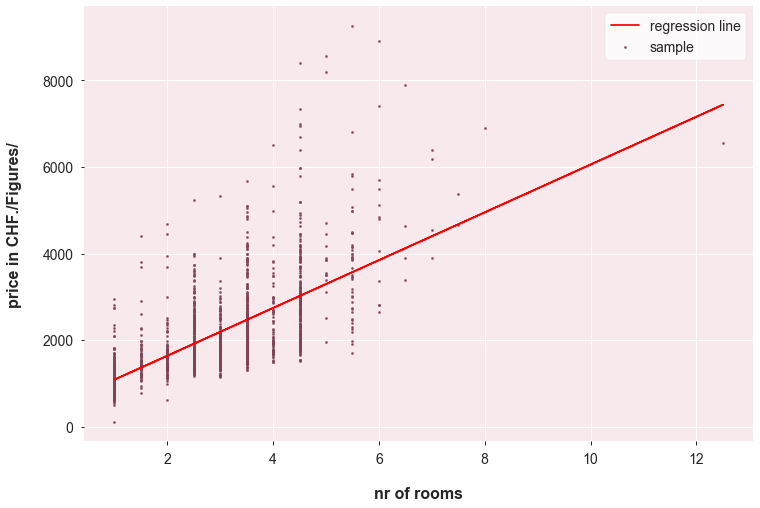 regression line
sample
8000
6000
4000
2000
0
price in CHF./Figures/
2
4
6
8
10
12
nr of rooms